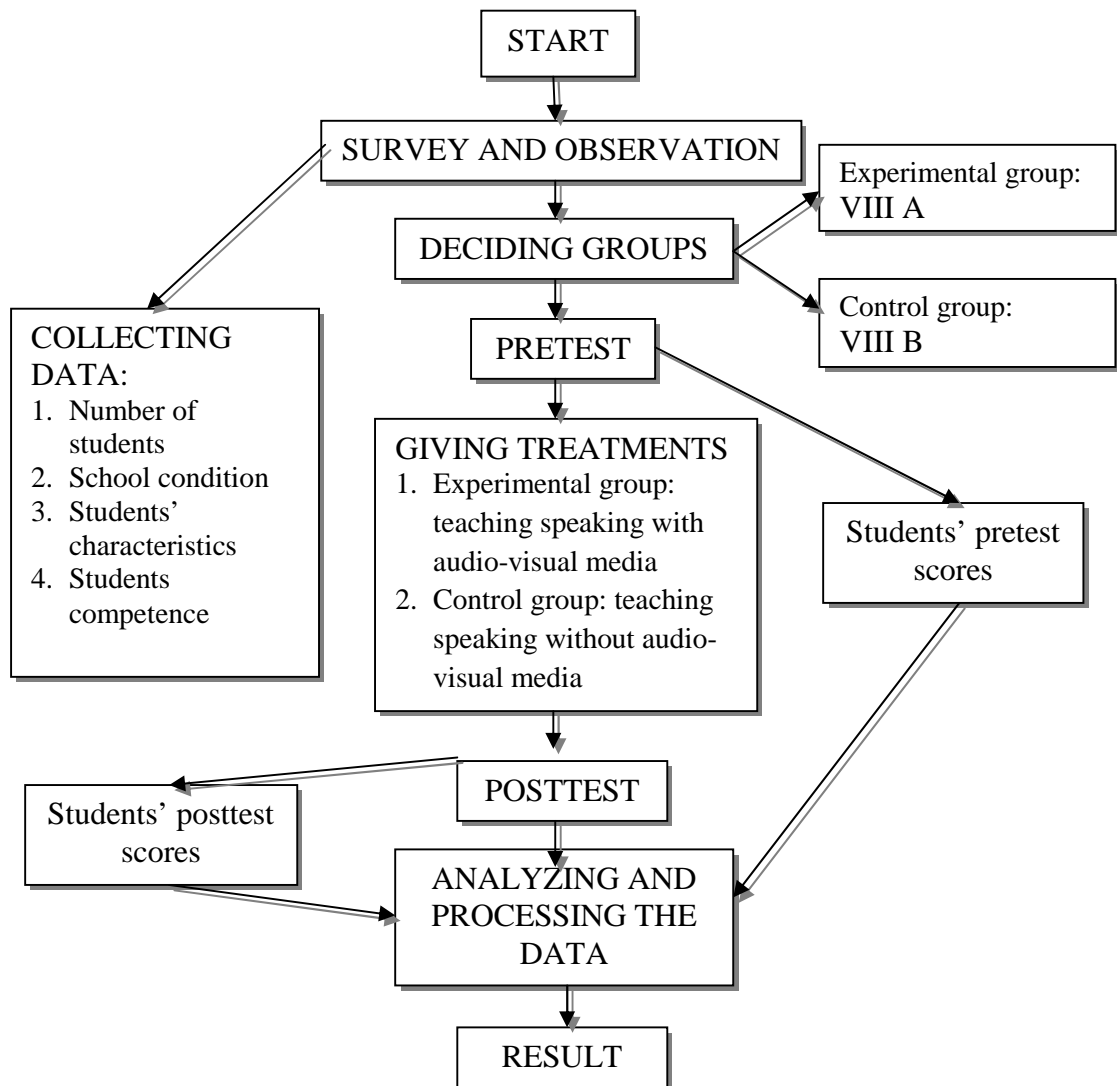 START
SURVEY AND OBSERVATION
Experimental group:
VIII A
DECIDING GROUPS
Control group:
VIII B
COLLECTING
DATA:
1. Number of
students
2. School condition
3. Students’
characteristics
4. Students
competence
PRETEST
GIVING TREATMENTS
1. Experimental group:
teaching speaking with
audio-visual media
2. Control group: teaching
speaking without audio-
visual media
Students’ pretest
scores
POSTTEST
Students’ posttest
scores
ANALYZING AND
PROCESSING THE
DATA
RESULT